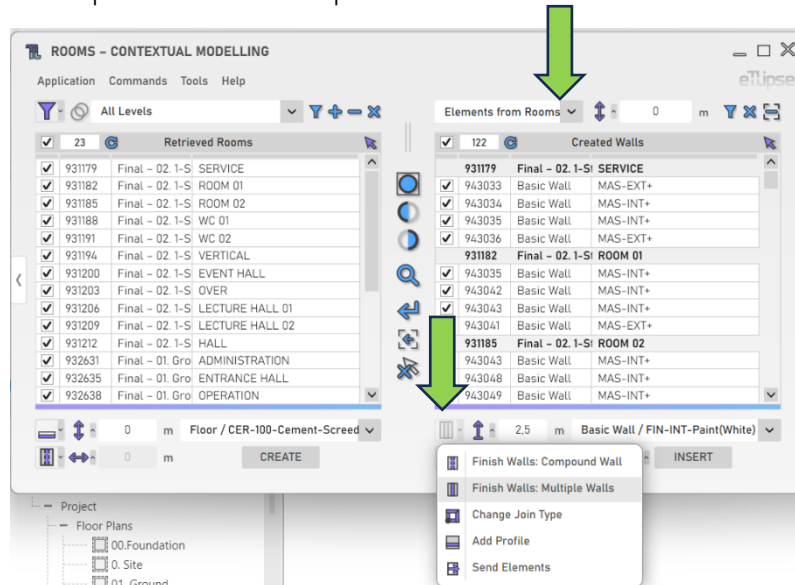 ROOMS – CONTEXTUAL MODELLING
Application Commands Tools Help
eTLipse
All Levels
Elements from Rooms 0 m
23 Retrieved Rooms
122 Created Walls
931179 Final – 02. 1-S SERVICE
931182 Final – 02. 1-S ROOM 01
931185 Final – 02. 1-S ROOM 02
931188 Final – 02. 1-S WC 01
931191 Final – 02. 1-S WC 02
931194 Final – 02. 1-S VERTICAL
931200 Final – 02. 1-S EVENT HALL
931203 Final – 02. 1-S OVER
931206 Final – 02. 1-S LECTURE HALL 01
931209 Final – 02. 1-S LECTURE HALL 02
931212 Final – 02. 1-S HALL
932631 Final – 01. Gro ADMINISTRATION
932635 Final – 01. Gro ENTRANCE HALL
932638 Final – 01. Gro OPERATION
931179 Final – 02. 1-St SERVICE
943033 Basic Wall MAS-EXT+
943034 Basic Wall MAS-INT+
943035 Basic Wall MAS-INT+
943036 Basic Wall MAS-EXT+
931182 Final – 02. 1-St ROOM 01
943035 Basic Wall MAS-INT+
943042 Basic Wall MAS-INT+
943043 Basic Wall MAS-INT+
943041 Basic Wall MAS-EXT+
931185 Final – 02. 1-St ROOM 02
943043 Basic Wall MAS-INT+
943048 Basic Wall MAS-INT+
943049 Basic Wall MAS-INT+
0 m Floor / CER-100-Cement-Screed
0 m CREATE
2,5 m Basic Wall / FIN-INT-Paint(White)
INSERT
Finish Walls: Compound Wall
Finish Walls: Multiple Walls
Change Join Type
Add Profile
Send Elements
Project
Floor Plans
00.Foundation
0. Site
01. Ground